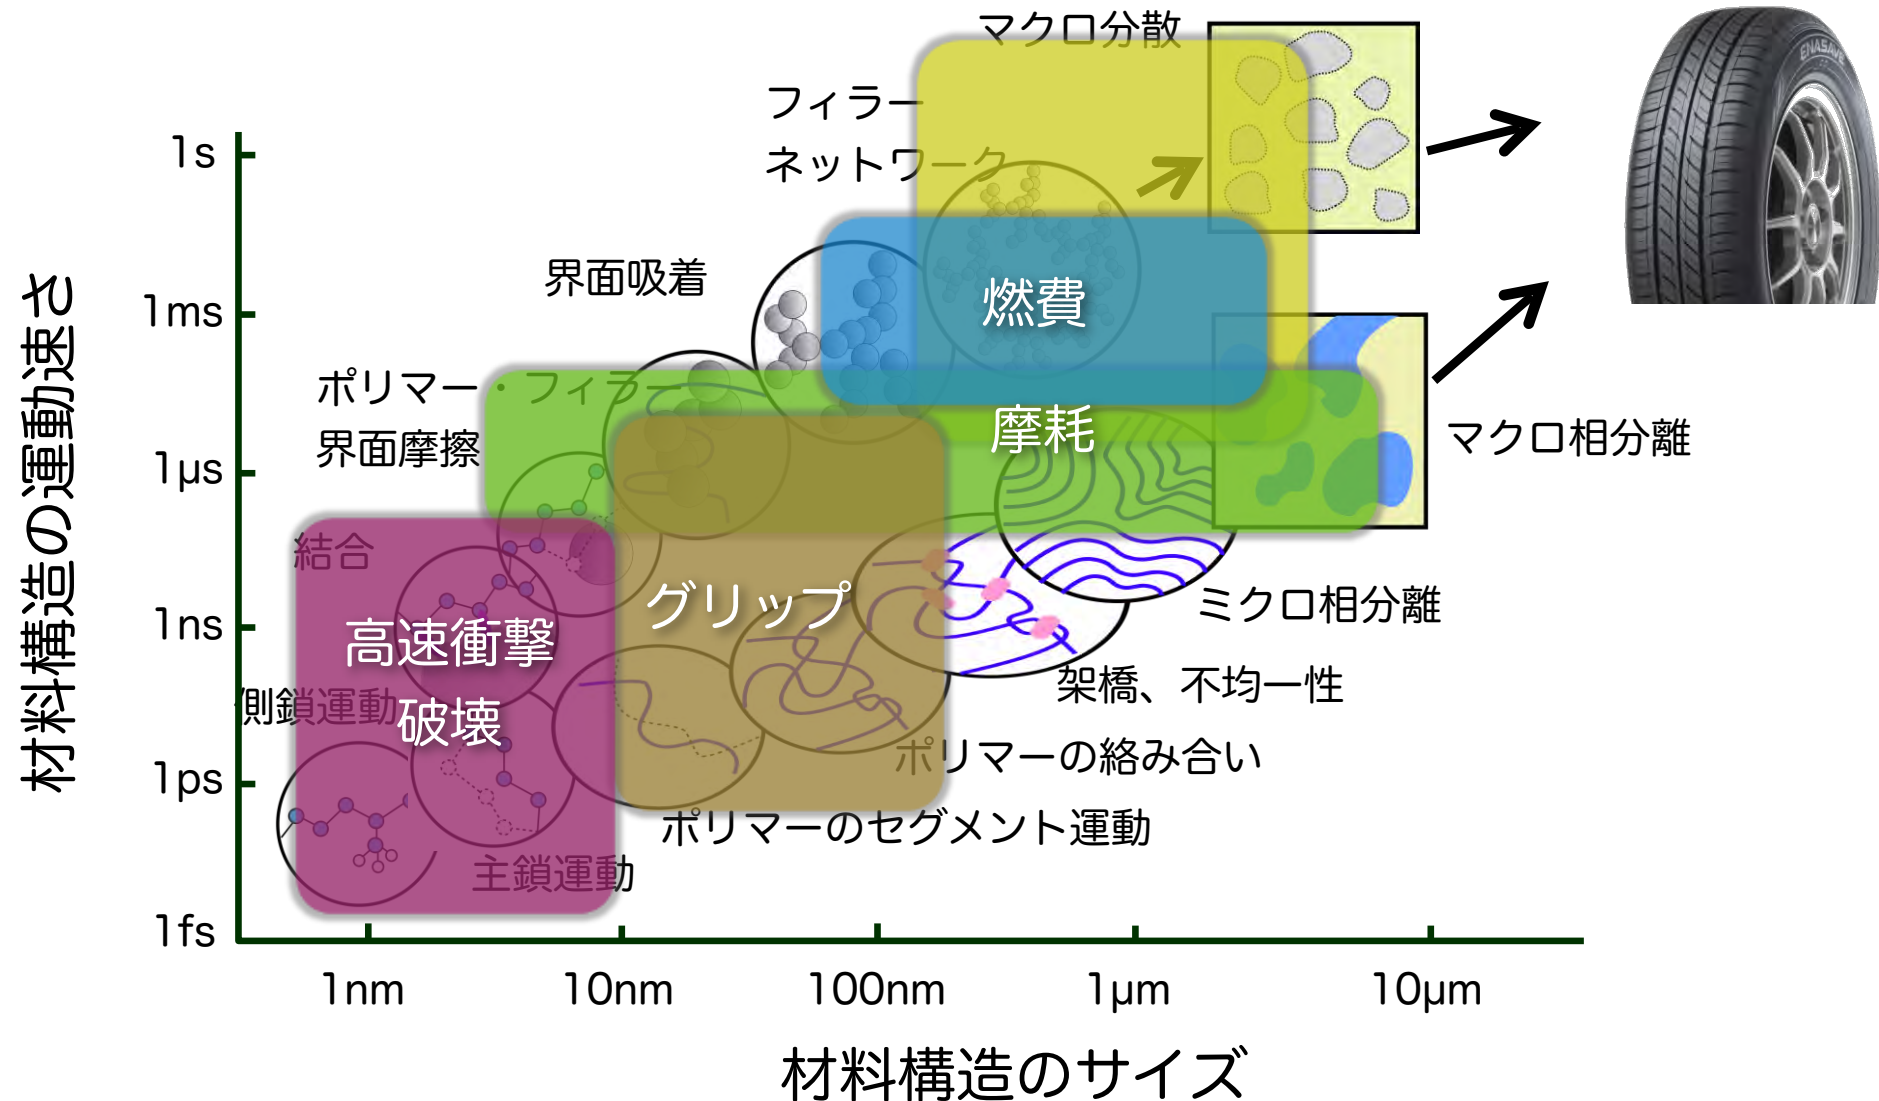 マクロ分散
ENASAVE
フィラー
ネットワーク
1s
界面吸着
1ms
燃費
ポリマー・フィラー
界面摩擦
摩耗
マクロ相分離
1μs
結合
グリップ
ミクロ相分離
1ns
高速衝撃
破壊
架橋、不均一性
側鎖運動
ポリマーの絡み合い
1ps
ポリマーのセグメント運動
主鎖運動
1fs
材料構造の運動速さ
1nm
10nm
100nm
1μm
10μm
材料構造のサイズ